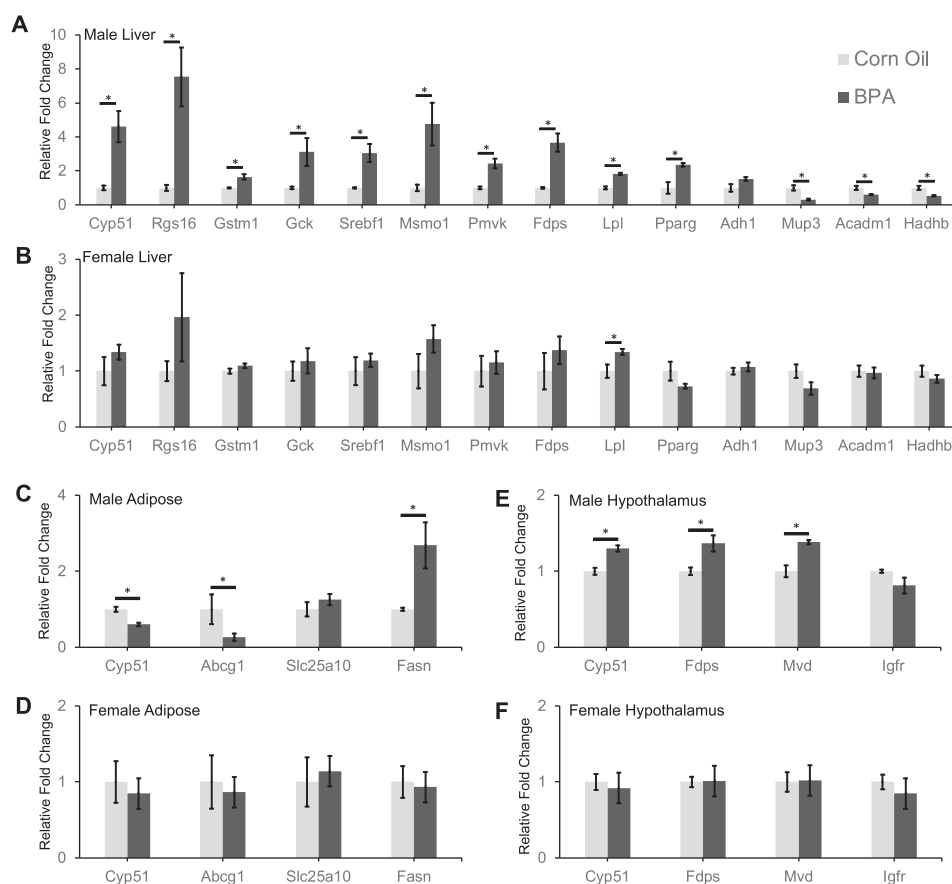 A
Male Liver
Relative Fold Change
10
8
6
4
2
0
* * * * * * * * * * * * *
Corn Oil
BPA
Cyp51 Rgs16 Gstm1 Gck Srebf1 Msmo1 Pmvk Fdps Lpl Pparg Adh1 Mup3 Acadm1 Hadhb
B
Female Liver
Relative Fold Change
3
2
1
0
*
Cyp51 Rgs16 Gstm1 Gck Srebf1 Msmo1 Pmvk Fdps Lpl Pparg Adh1 Mup3 Acadm1 Hadhb
C
Male Adipose
Relative Fold Change
4
2
0
* * *
Cyp51 Abcg1 Slc25a10 Fasn
E
Male Hypothalamus
Relative Fold Change
2
1
0
* * *
Cyp51 Fdps Mvd Igfr
D
Female Adipose
Relative Fold Change
2
1
0
Cyp51 Abcg1 Slc25a10 Fasn
F
Female Hypothalamus
Relative Fold Change
2
1
0
Cyp51 Fdps Mvd Igfr